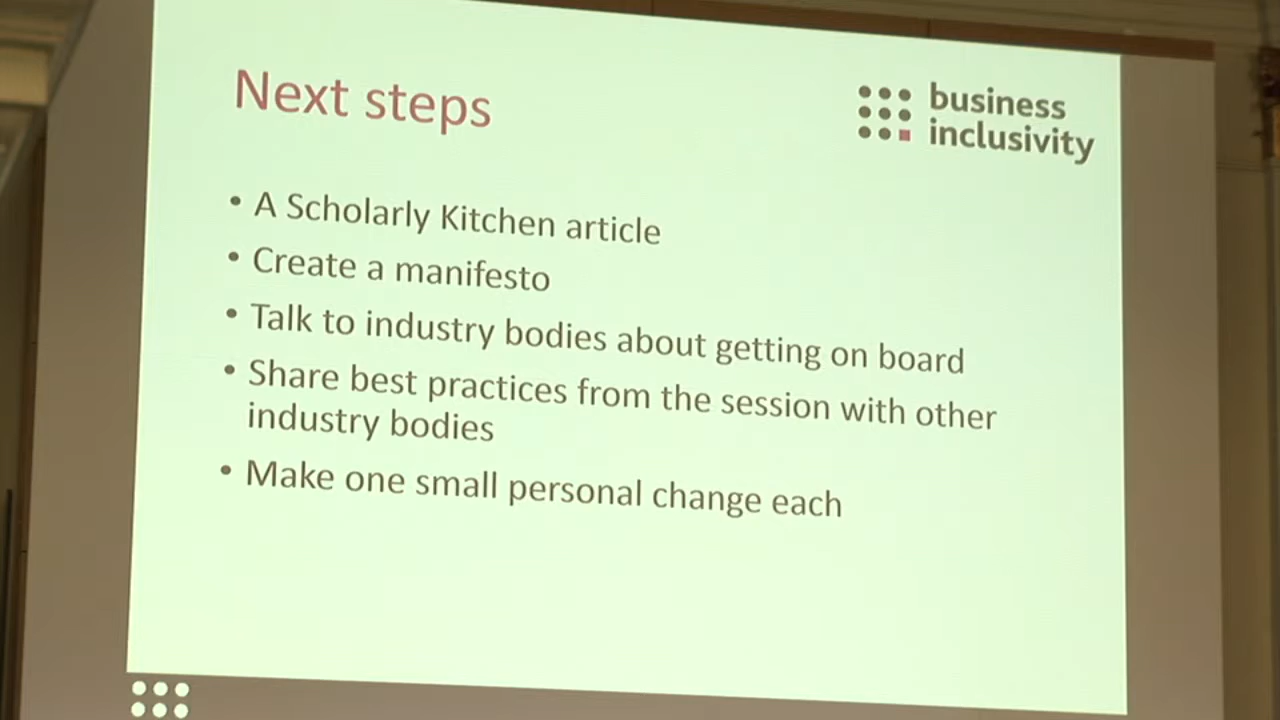 Next steps
business
inclusivity
• A Scholarly Kitchen article
• Create a manifesto
• Talk to industry bodies about getting on board
• Share best practices from the session with other
industry bodies
• Make one small personal change each